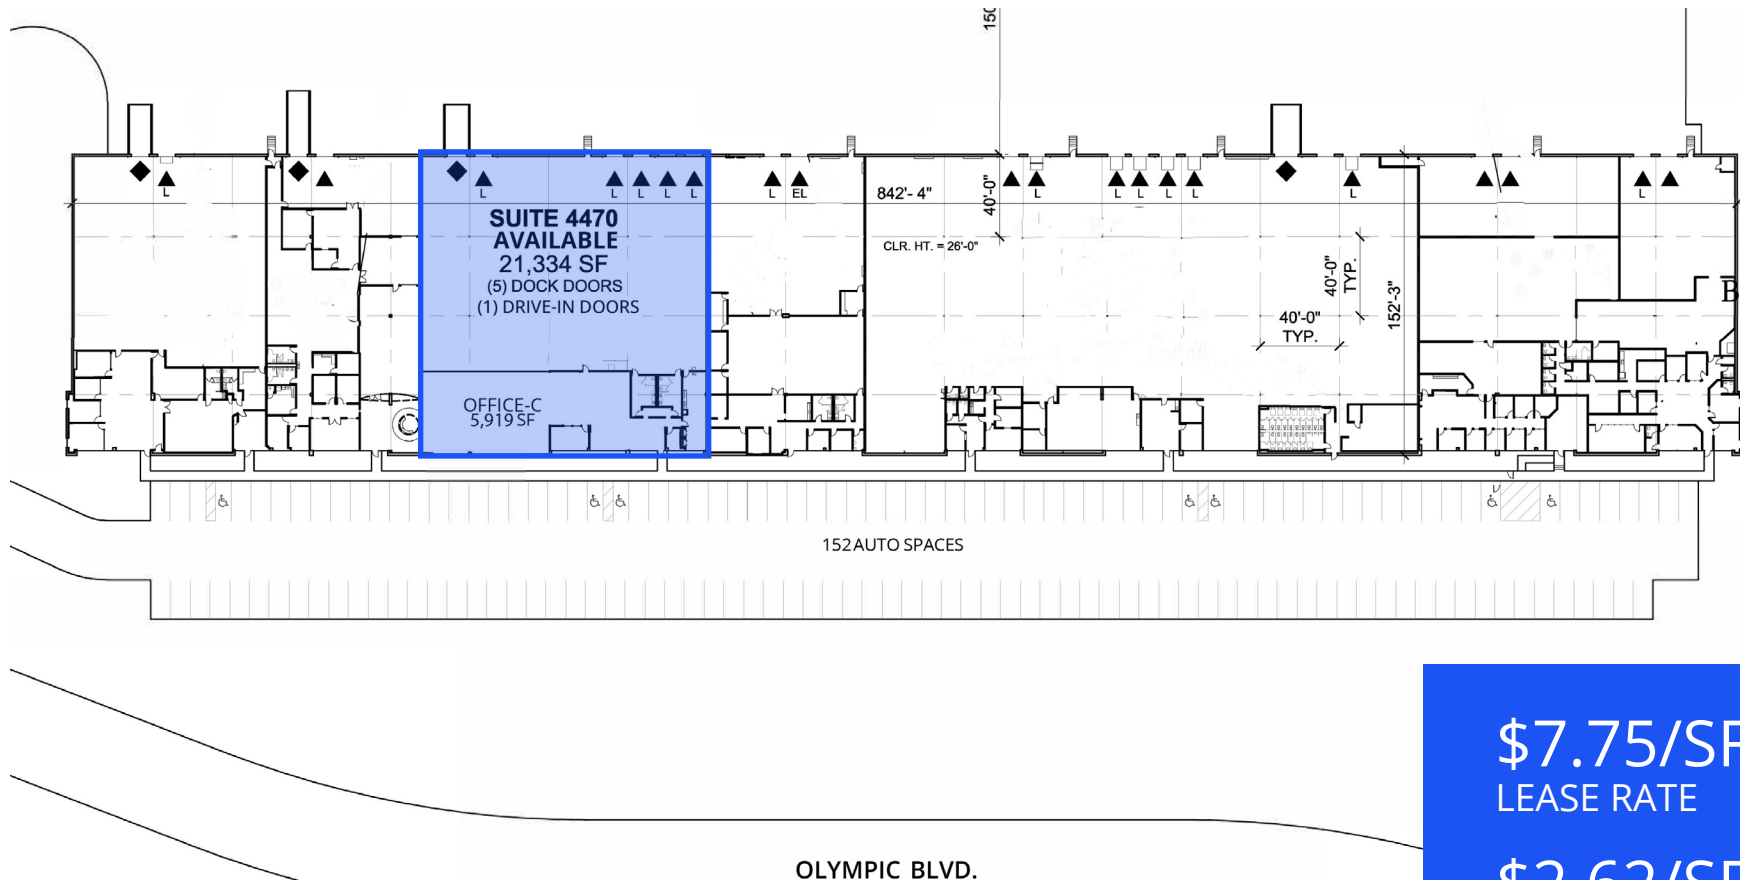 150
L
L
L
L
L
L
L
EL
L
L
L
L
L
L
L
842'- 4"
40'-0"
SUITE 4470
AVAILABLE
21,334 SF
(5) DOCK DOORS
(1) DRIVE-IN DOORS
CLR. HT. = 26'-0"
40'-0"
TYP.
152'-3"
40'-0"
TYP.
B
OFFICE-C
5,919 SF
152 AUTO SPACES
OLYMPIC BLVD.
$7.75/SF
LEASE RATE